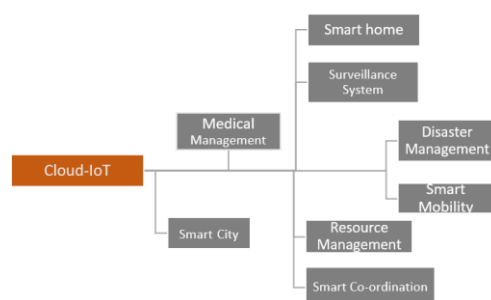 Smart home
Surveillance
System
Medical
Management
Disaster
Management
Cloud-IoT
Smart
Mobility
Smart City
Resource
Management
Smart Co-ordination